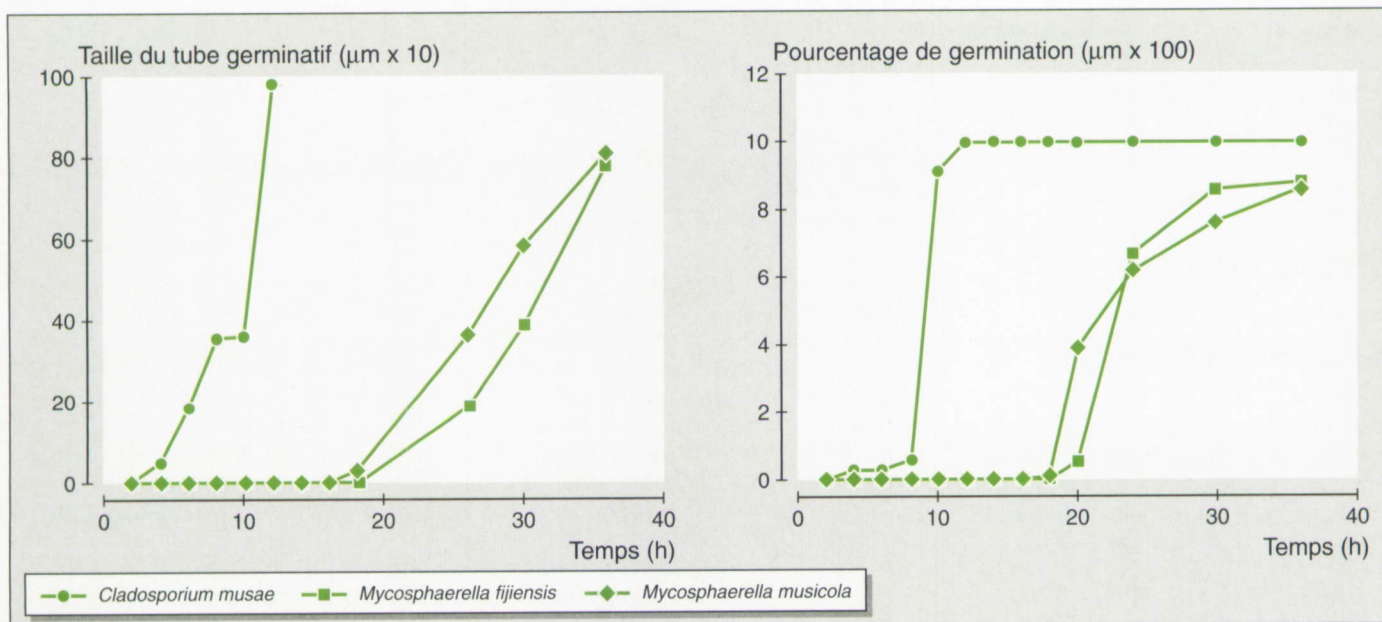 Taille du tube germinatif (µm x 10)
100
80
60
40
20
0
0 10 20 30 40
Temps (h)
Pourcentage de germination (µm x 100)
12
10
8
6
4
2
0
0 10 20 30 40
Temps (h)
Cladosporium musae Mycosphaerella fijiensis Mycosphaerella musicola